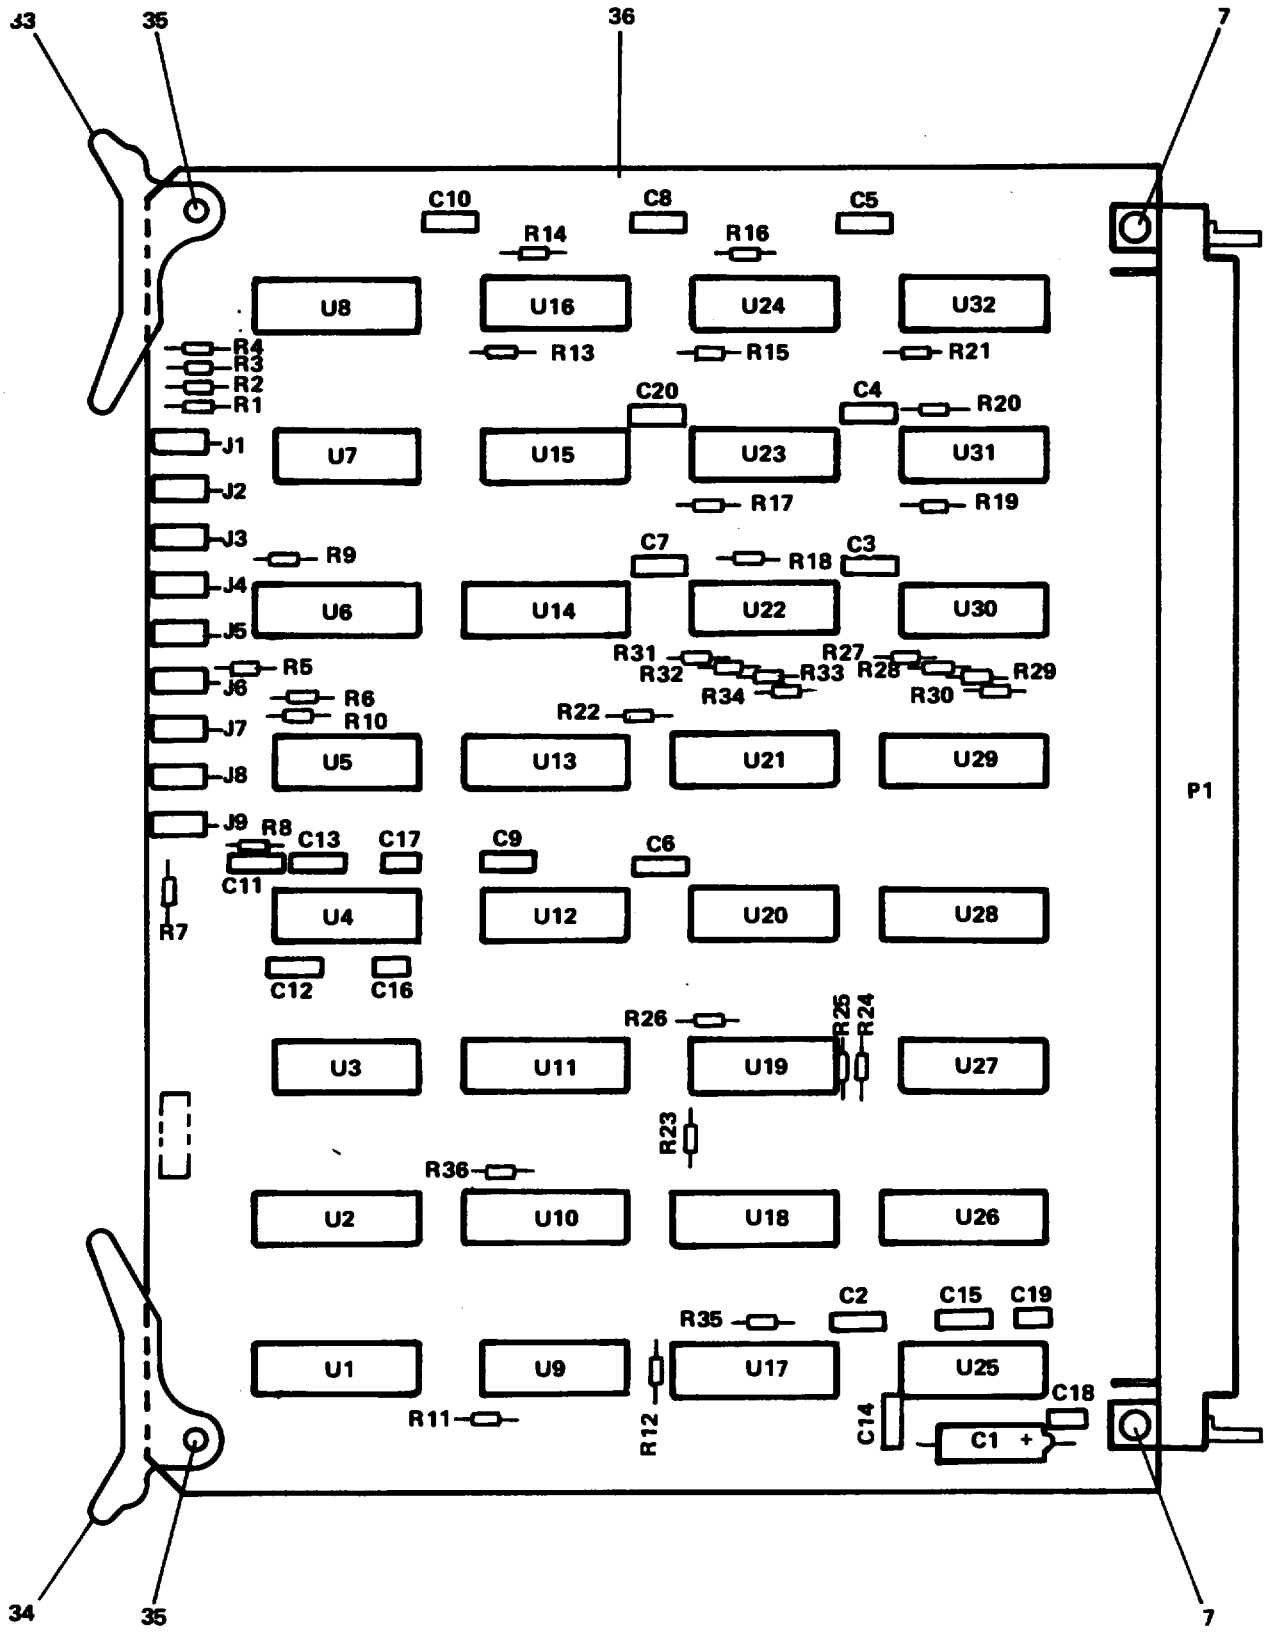 33 35 36 7
C10 C8 C5
R14 R16
U8 U16 U24 U32
R4 R13 R15 R21
R3
R2
R1
C20 C4 R20
J1
U7 U15 U23 U31
J2
R17 R19
J3
R9 C7 R18 C3
J4
U6 U14 U22 U30
J5
R5 R31 R27
J6 R32 R33 R28 R29
R6 R34 R30
J7 R10 R22
U5 U13 U21 U29
J8
P1
J9 R8
C13 C17 C9 C6
C11
R7
U4 U12 U20 U28
C12 C16
R26 R25 R24
U3 U11 U19 U27
R23
R36
U2 U10 U18 U26
R35 C2 C15 C19
U1 U9 U17 U25
R11 R12 C14 C1 + C18
34 35 7